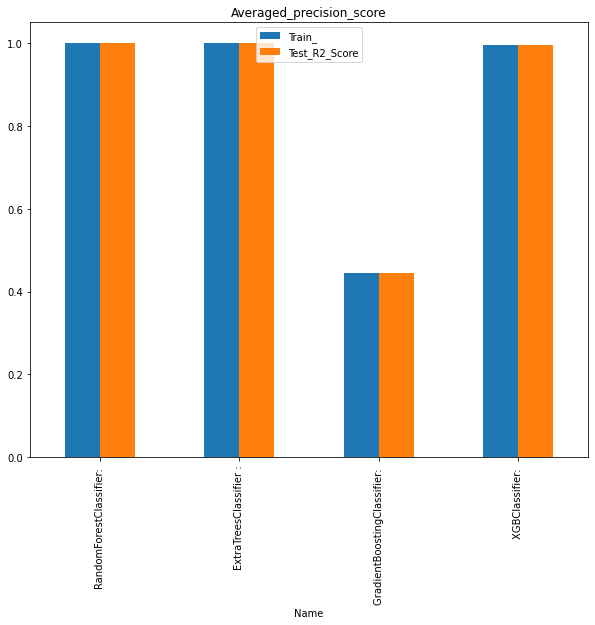 Averaged_precision_score
Train_
Test_R2_Score
1.0
0.8
0.6
0.4
0.2
0.0
RandomForestClassifier:
ExtraTreesClassifier :
GradientBoostingClassifier:
XGBClassifier:
Name